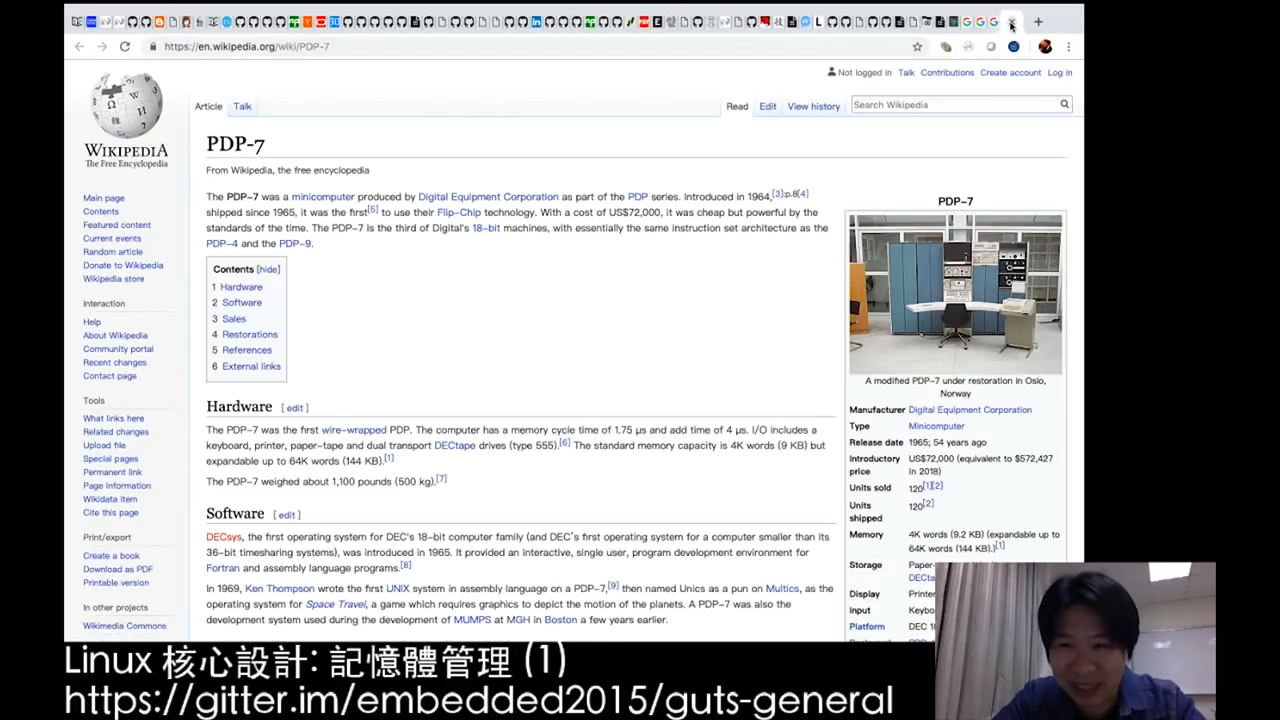 https://en.wikipedia.org/wiki/PDP-7
Not logged in Talk Contributions Create account Log in
Article Talk
Read Edit View history Search Wikipedia
WIKIPEDIA
The Free Encyclopedia
Main page
Contents
Featured content
Current events
Random article
Donate to Wikipedia
Wikipedia store
Interaction
Help
About Wikipedia
Community portal
Recent changes
Contact page
Tools
What links here
Related changes
Upload file
Special pages
Permanent link
Page information
Wikidata item
Cite this page
Print/export
Create a book
Download as PDF
Printable version
In other projects
Wikimedia Commons
PDP-7
From Wikipedia, the free encyclopedia
The PDP-7 was a minicomputer produced by Digital Equipment Corporation as part of the PDP series. Introduced in 1964,[3]:p.8[4]
shipped since 1965, it was the first[5] to use their Flip-Chip technology. With a cost of US$72,000, it was cheap but powerful by the
standards of the time. The PDP-7 is the third of Digital's 18-bit machines, with essentially the same instruction set architecture as the
PDP-4 and the PDP-9.
Contents [hide]
1 Hardware
2 Software
3 Sales
4 Restorations
5 References
6 External links
Hardware [ edit ]
The PDP-7 was the first wire-wrapped PDP. The computer has a memory cycle time of 1.75 µs and add time of 4 µs. I/O includes a
keyboard, printer, paper-tape and dual transport DECtape drives (type 555).[6] The standard memory capacity is 4K words (9 KB) but
expandable up to 64K words (144 KB).[1]
The PDP-7 weighed about 1,100 pounds (500 kg).[7]
Software [ edit ]
DECsys, the first operating system for DEC's 18-bit computer family (and DEC's first operating system for a computer smaller than its
36-bit timesharing systems), was introduced in 1965. It provided an interactive, single user, program development environment for
Fortran and assembly language programs.[8]
In 1969, Ken Thompson wrote the first UNIX system in assembly language on a PDP-7,[9] then named Unics as a pun on Multics, as the
operating system for Space Travel, a game which requires graphics to depict the motion of the planets. A PDP-7 was also the
development system used during the development of MUMPS at MGH in Boston a few years earlier.
PDP-7
A modified PDP-7 under restoration in Oslo,
Norway
Manufacturer Digital Equipment Corporation
Type Minicomputer
Release date 1965; 54 years ago
Introductory price US$72,000 (equivalent to $572,427
in 2018)
Units sold 120[1][2]
Units shipped 120[2]
Memory 4K words (9.2 KB) (expandable up to
64K words (144 KB).)[1]
Storage Paper-
DECta
Display Printer
Input Keybo
Platform DEC 1
Linux 核心設計: 記憶體管理 (1)
https://gitter.im/embedded2015/guts-general